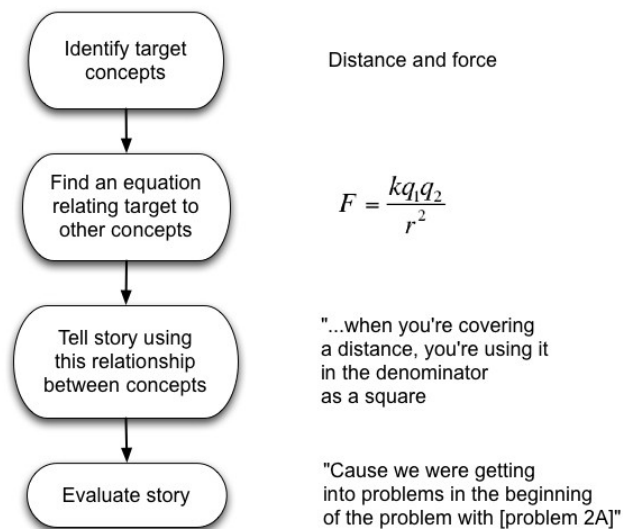 Identify target
concepts
Distance and force
Find an equation
relating target to
other concepts
F = kq₁q₂ / r²
Tell story using
this relationship
between concepts
"...when you're covering
a distance, you're using it
in the denominator
as a square
Evaluate story
"Cause we were getting
into problems in the beginning
of the problem with [problem 2A]"